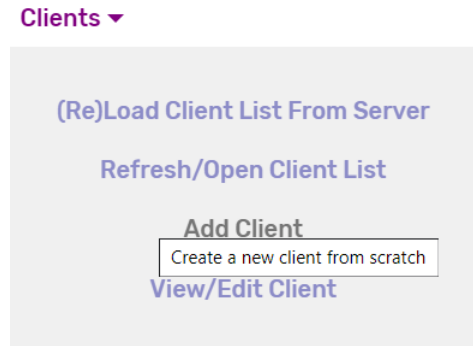 Clients
(Re)Load Client List From Server
Refresh/Open Client List
Add Client
Create a new client from scratch
View/Edit Client